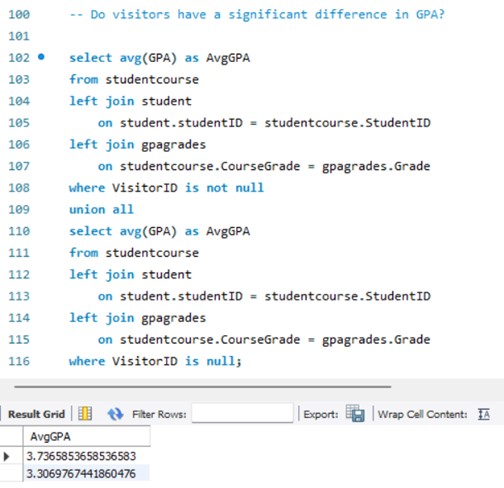 100 -- Do visitors have a significant difference in GPA?
101
102 select avg(GPA) as AvgGPA
103 from studentcourse
104 left join student
105 on student.studentID = studentcourse.StudentID
106 left join gpagrades
107 on studentcourse.CourseGrade = gpagrades.Grade
108 where VisitorID is not null
109 union all
110 select avg(GPA) as AvgGPA
111 from studentcourse
112 left join student
113 on student.studentID = studentcourse.StudentID
114 left join gpagrades
115 on studentcourse.CourseGrade = gpagrades.Grade
116 where VisitorID is null;
Result Grid Filter Rows: Export: Wrap Cell Content: IA
AvgGPA
3.7365853658536583
3.3069767441860476